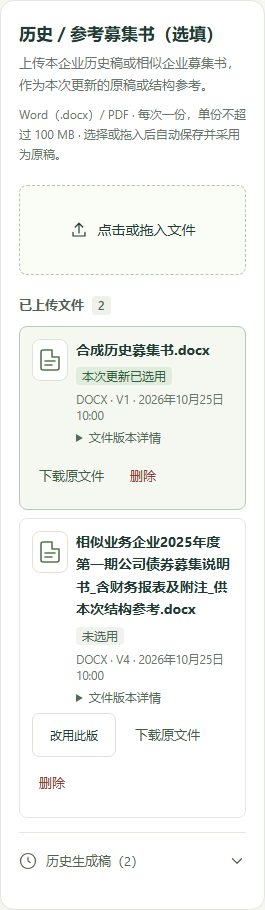 历史 / 参考募集书（选填）
上传本企业历史稿或相似企业募集书，
作为本次更新的原稿或结构参考。
Word（.docx）/ PDF · 每次一份，单份不超
过 100 MB · 选择或拖入后自动保存并采用
为原稿。
点击或拖入文件
已上传文件 2
合成历史募集书.docx
本次更新已选用
DOCX · V1 · 2026年10月25日
10:00
▶ 文件版本详情
下载原文件 删除
相似业务企业2025年度
第一期公司债券募集说明
书_含财务报表及附注_供
本次结构参考.docx
未选用
DOCX · V4 · 2026年10月25日
10:00
▶ 文件版本详情
改用此版 下载原文件
删除
历史生成稿（2）